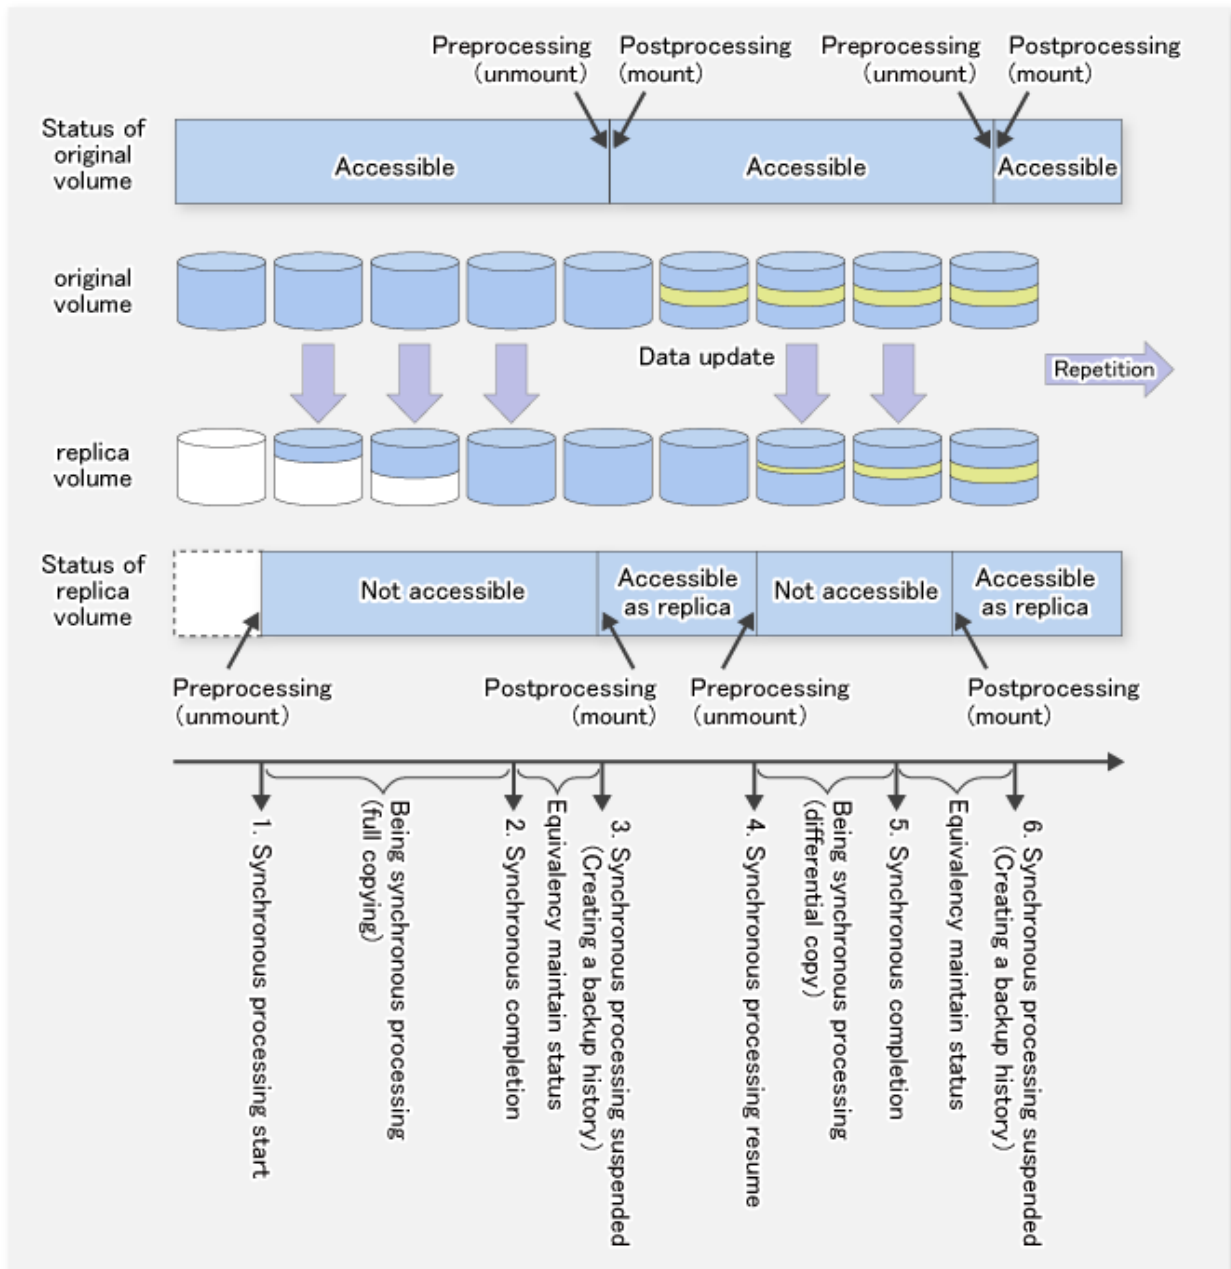 Preprocessing
(unmount)
Postprocessing
(mount)
Preprocessing
(unmount)
Postprocessing
(mount)
Status of
original
volume
Accessible
Accessible
Accessible
original
volume
Data update
Repetition
replica
volume
Status of
replica
volume
Not accessible
Accessible
as replica
Not accessible
Accessible
as replica
Preprocessing
(unmount)
Postprocessing
(mount)
Preprocessing
(unmount)
Postprocessing
(mount)
1. Synchronous processing start
Being synchronous processing
(full copying)
2. Synchronous completion
Equivalency maintain status
3. Synchronous processing suspended
(Creating a backup history)
4. Synchronous processing resume
Being synchronous processing
(differential copy)
5. Synchronous completion
Equivalency maintain status
6. Synchronous processing suspended
(Creating a backup history)